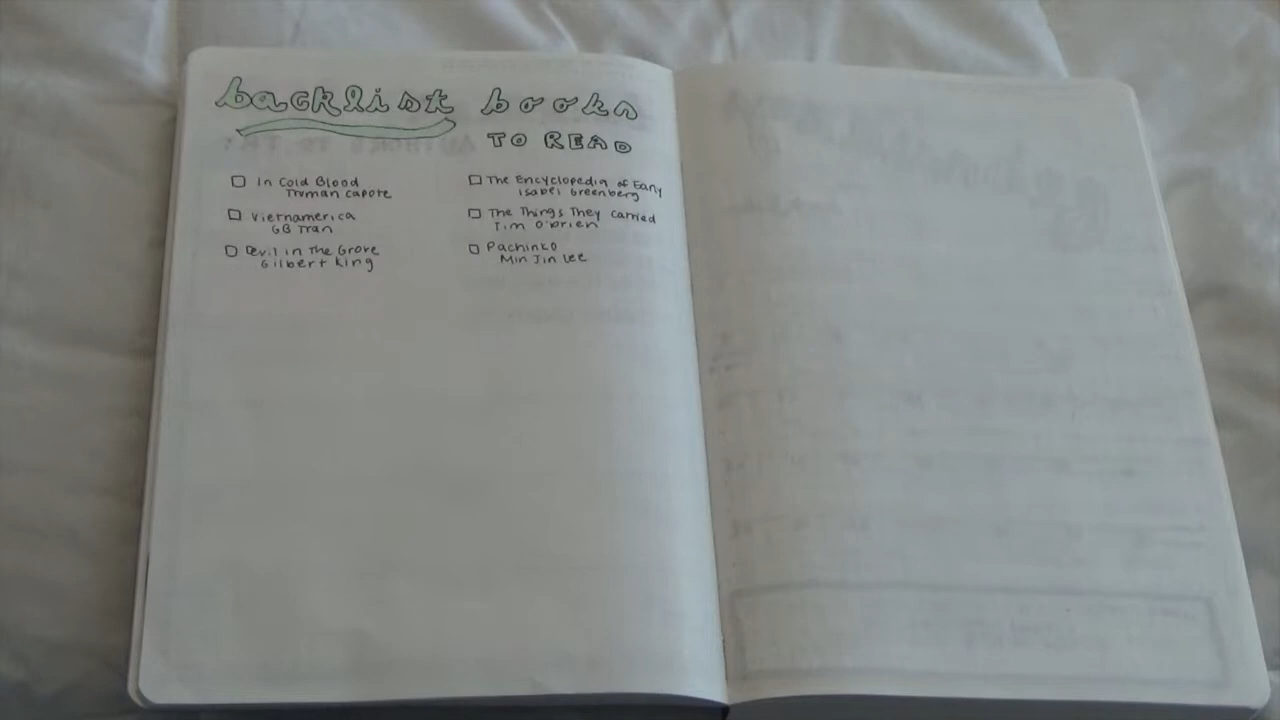 backlist books
TO READ
In Cold Blood
Truman Capote
Vietnamerica
GB Tran
Devil in The Grove
Gilbert King
The Encyclopedia of Early
Isabel Greenberg
The Things They Carried
Tim O'Brien
Pachinko
Min Jin Lee